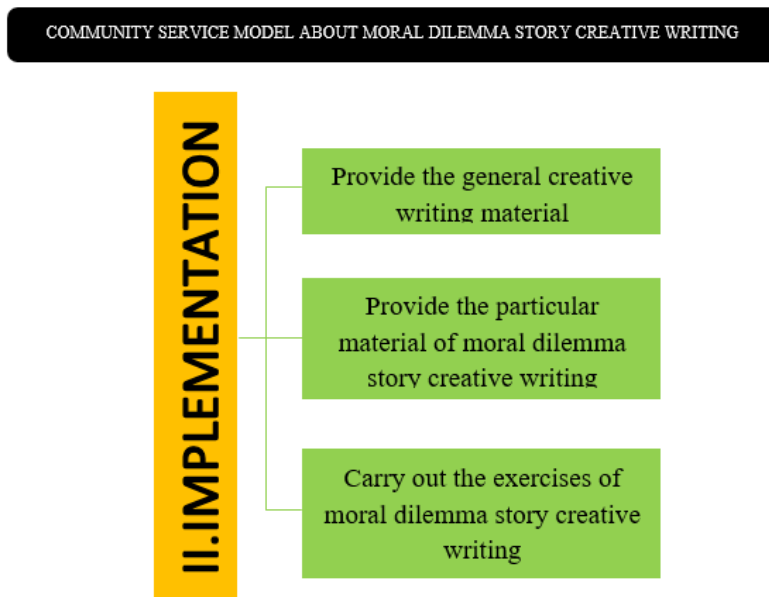 COMMUNITY SERVICE MODEL ABOUT MORAL DILEMMA STORY CREATIVE WRITING
II.IMPLEMENTATION
Provide the general creative
writing material
Provide the particular
material of moral dilemma
story creative writing
Carry out the exercises of
moral dilemma story creative
writing